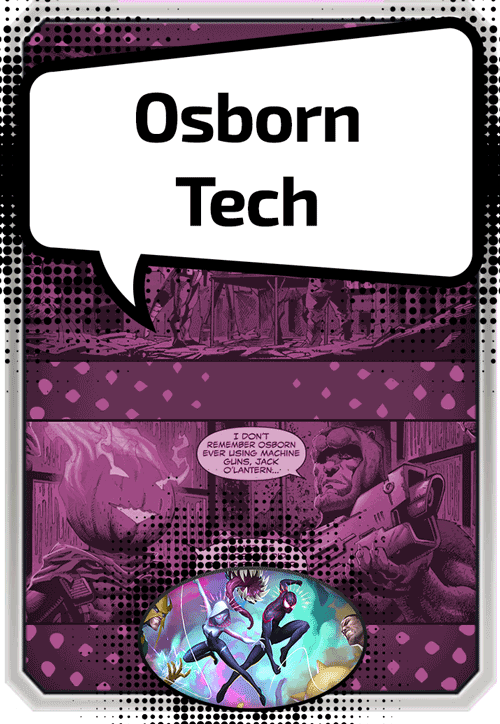 Osborn
Tech
I DON'T
REMEMBER OSBORN
EVER USING MACHINE
GUNS, JACK
O'LANTERN...